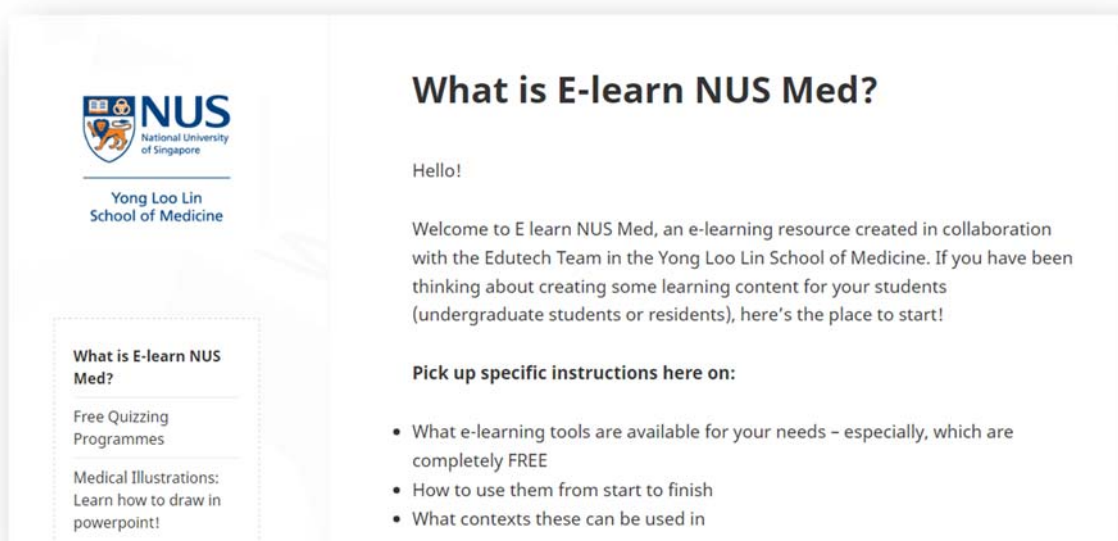 NUS
National University
of Singapore
Yong Loo Lin
School of Medicine
What is E-learn NUS
Med?
Free Quizzing
Programmes
Medical Illustrations:
Learn how to draw in
powerpoint!
What is E-learn NUS Med?
Hello!
Welcome to E learn NUS Med, an e-learning resource created in collaboration
with the Edutech Team in the Yong Loo Lin School of Medicine. If you have been
thinking about creating some learning content for your students
(undergraduate students or residents), here's the place to start!
Pick up specific instructions here on:
• What e-learning tools are available for your needs – especially, which are
completely FREE
• How to use them from start to finish
• What contexts these can be used in